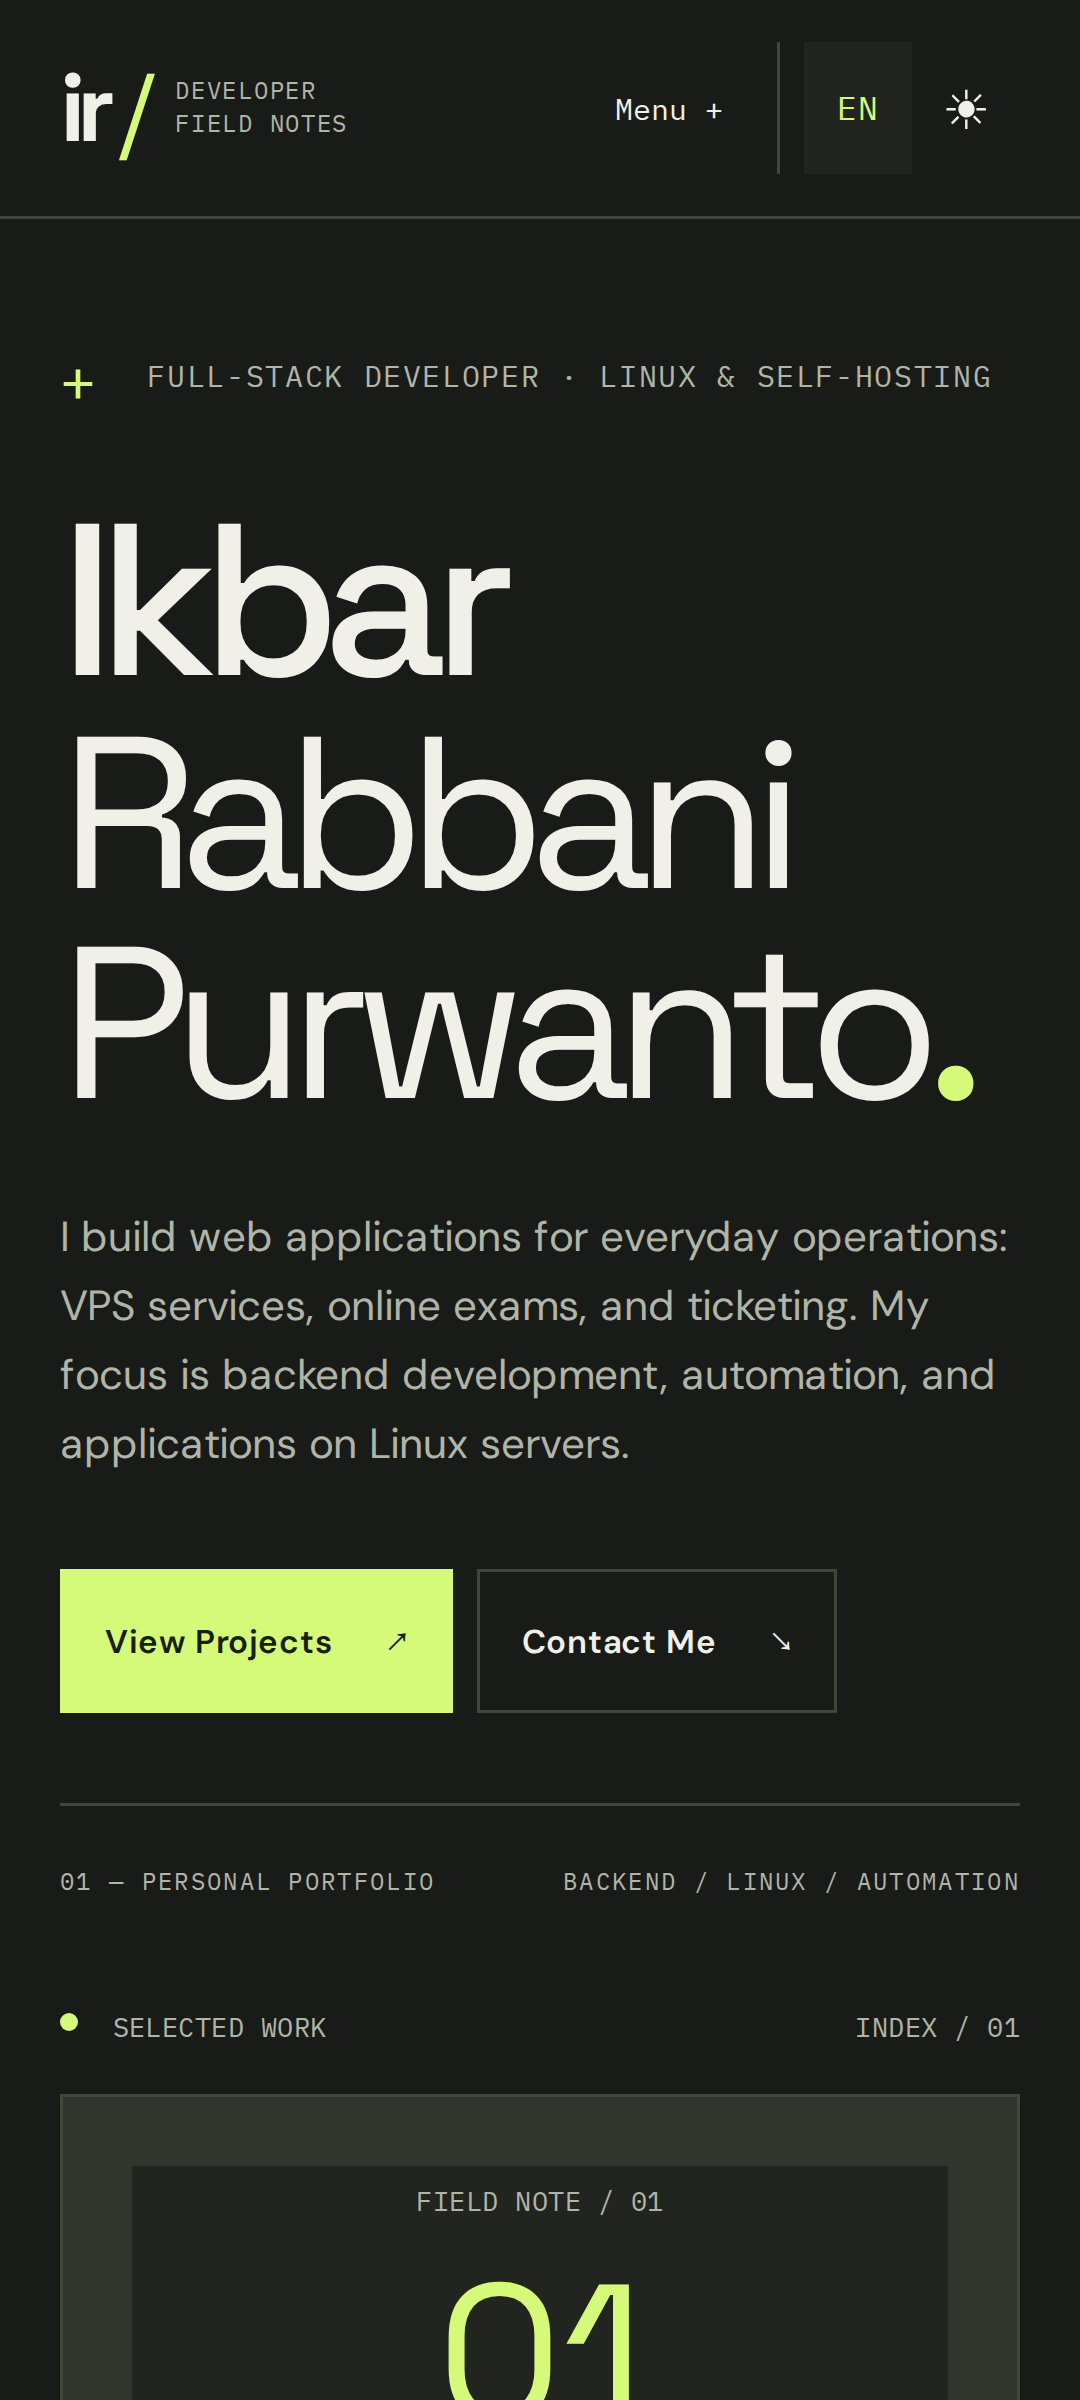 ir/
DEVELOPER
FIELD NOTES
Menu +
EN
+ FULL-STACK DEVELOPER · LINUX & SELF-HOSTING
Ikbar
Rabbani
Purwanto.
I build web applications for everyday operations:
VPS services, online exams, and ticketing. My
focus is backend development, automation, and
applications on Linux servers.
View Projects ↗
Contact Me ↘
01 — PERSONAL PORTFOLIO
BACKEND / LINUX / AUTOMATION
SELECTED WORK
INDEX / 01
FIELD NOTE / 01
01